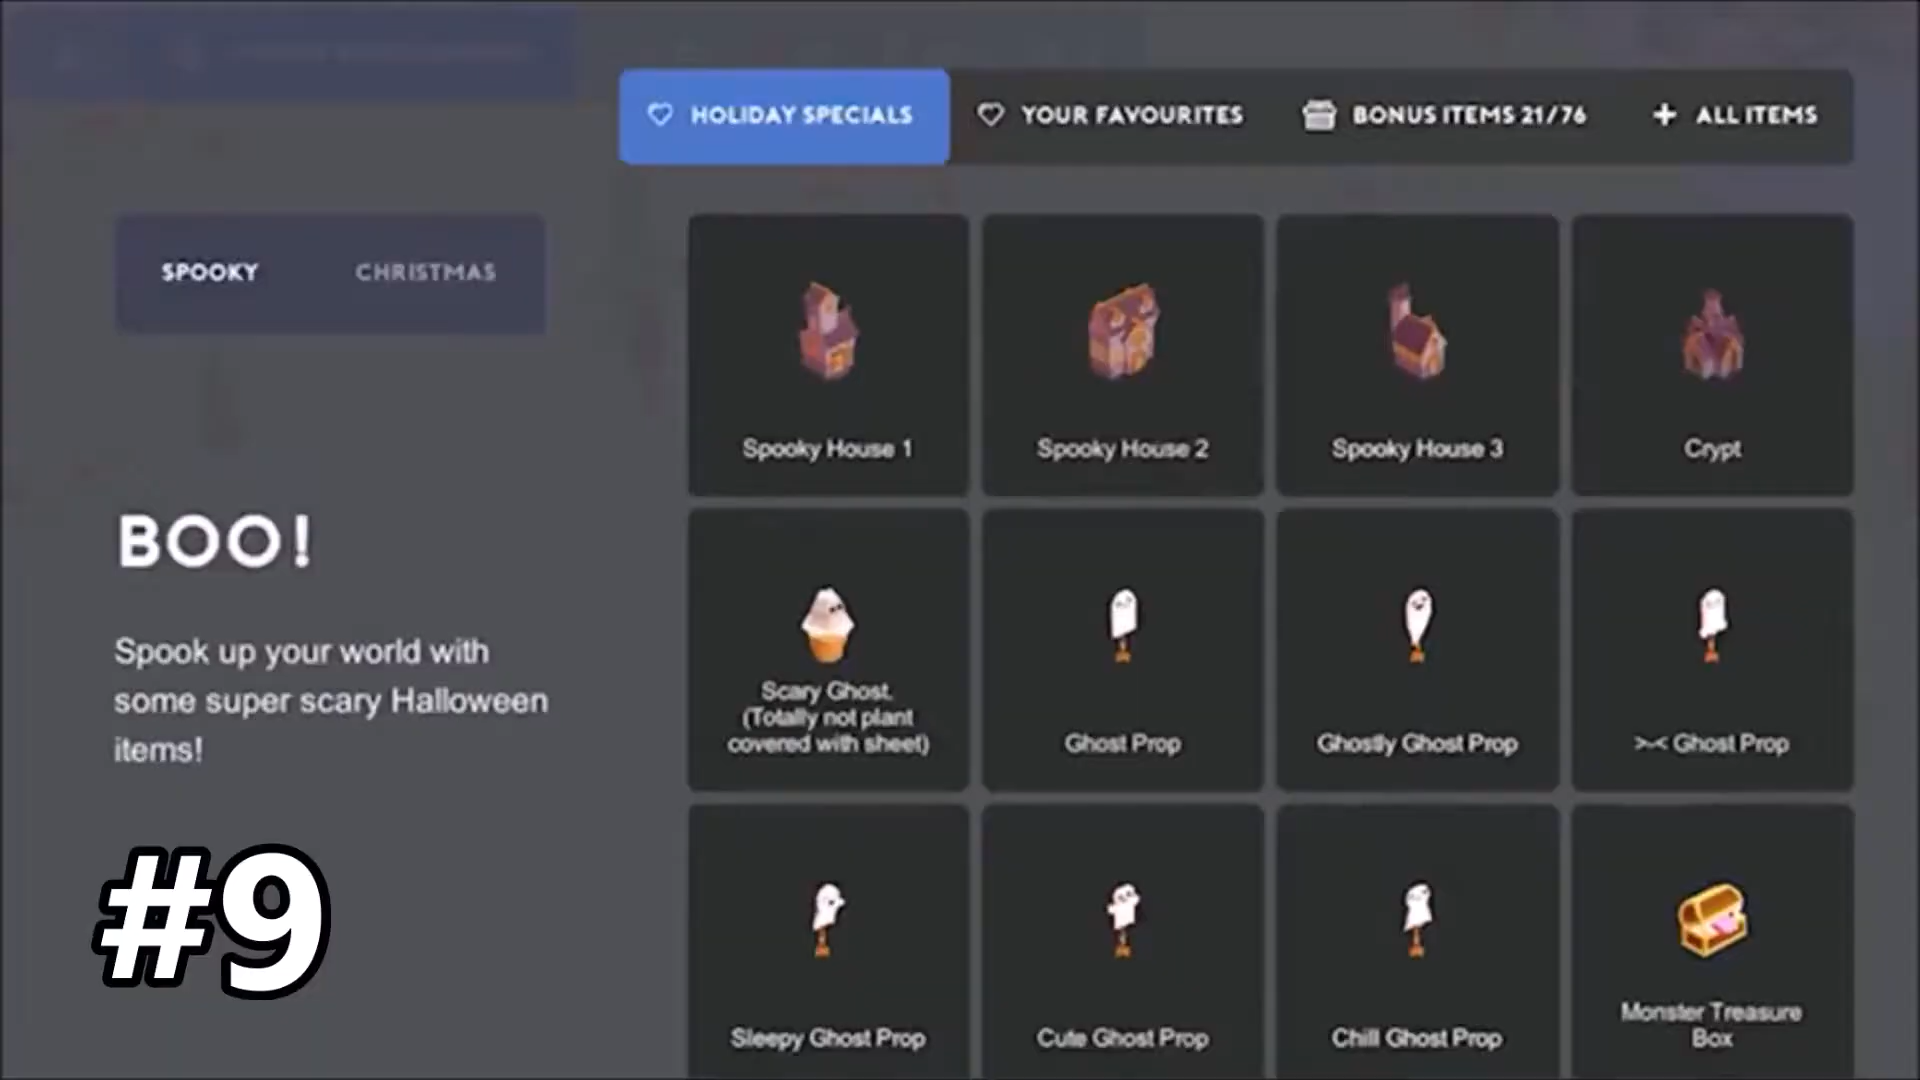 HOLIDAY SPECIALS
YOUR FAVOURITES
BONUS ITEMS 21/76
+ ALL ITEMS
SPOOKY
CHRISTMAS
BOO!
Spook up your world with
some super scary Halloween
items!
#9
Spooky House 1
Spooky House 2
Spooky House 3
Crypt
Scary Ghost.
(Totally not plant
covered with sheet)
Ghost Prop
Ghostly Ghost Prop
>-< Ghost Prop
Sleepy Ghost Prop
Cute Ghost Prop
Chill Ghost Prop
Monster Treasure
Box